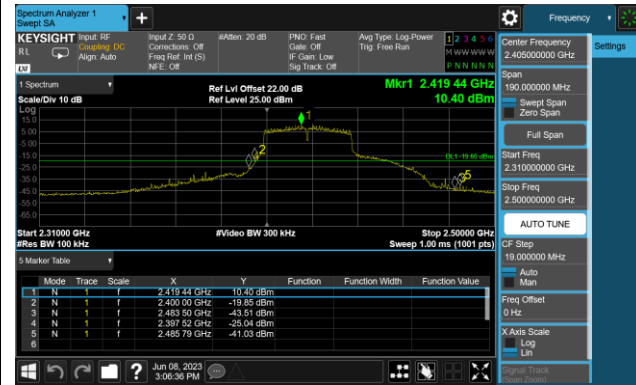 Spectrum Analyzer 1
Swept SA
Frequency
KEYSIGHT Input: RF Input Z: 50 Ω #Atten: 20 dB PNO: Fast Avg Type: Log-Power 1 2 3 4 5 6
RL Coupling: DC Corrections: Off Gate: Off Trig: Free Run M W W W W W
Align: Auto Freq Ref: Int (S) IF Gain: Low P N N N N N
NFE: Off Sig Track: Off
Center Frequency
2.405000000 GHz
Settings
Span
190.000000 MHz
Swept Span
Zero Span
Full Span
Start Freq
2.310000000 GHz
Stop Freq
2.500000000 GHz
AUTO TUNE
CF Step
19.000000 MHz
Auto
Man
Freq Offset
0 Hz
X Axis Scale
Log
Lin
Signal Track
(Span Zoom)
1 Spectrum
Ref Lvl Offset 22.00 dB Mkr1 2.419 44 GHz
Scale/Div 10 dB Ref Level 25.00 dBm 10.40 dBm
Log
15.0
5.00
-5.00
-15.0
-25.0
-35.0
-45.0
-55.0
-65.0
1
2
DL1 -19.66 dBm
35
Start 2.31000 GHz #Video BW 300 kHz Stop 2.50000 GHz
#Res BW 100 kHz Sweep 1.00 ms (1001 pts)
5 Marker Table
Mode Trace Scale X Y Function Function Width Function Value
1 N 1 f 2.419 44 GHz 10.40 dBm
2 N 1 f 2.400 00 GHz -19.85 dBm
3 N 1 f 2.483 50 GHz -43.51 dBm
4 N 1 f 2.397 52 GHz -25.04 dBm
5 N 1 f 2.485 79 GHz -41.03 dBm
6
Jun 08, 2023
3:06:36 PM